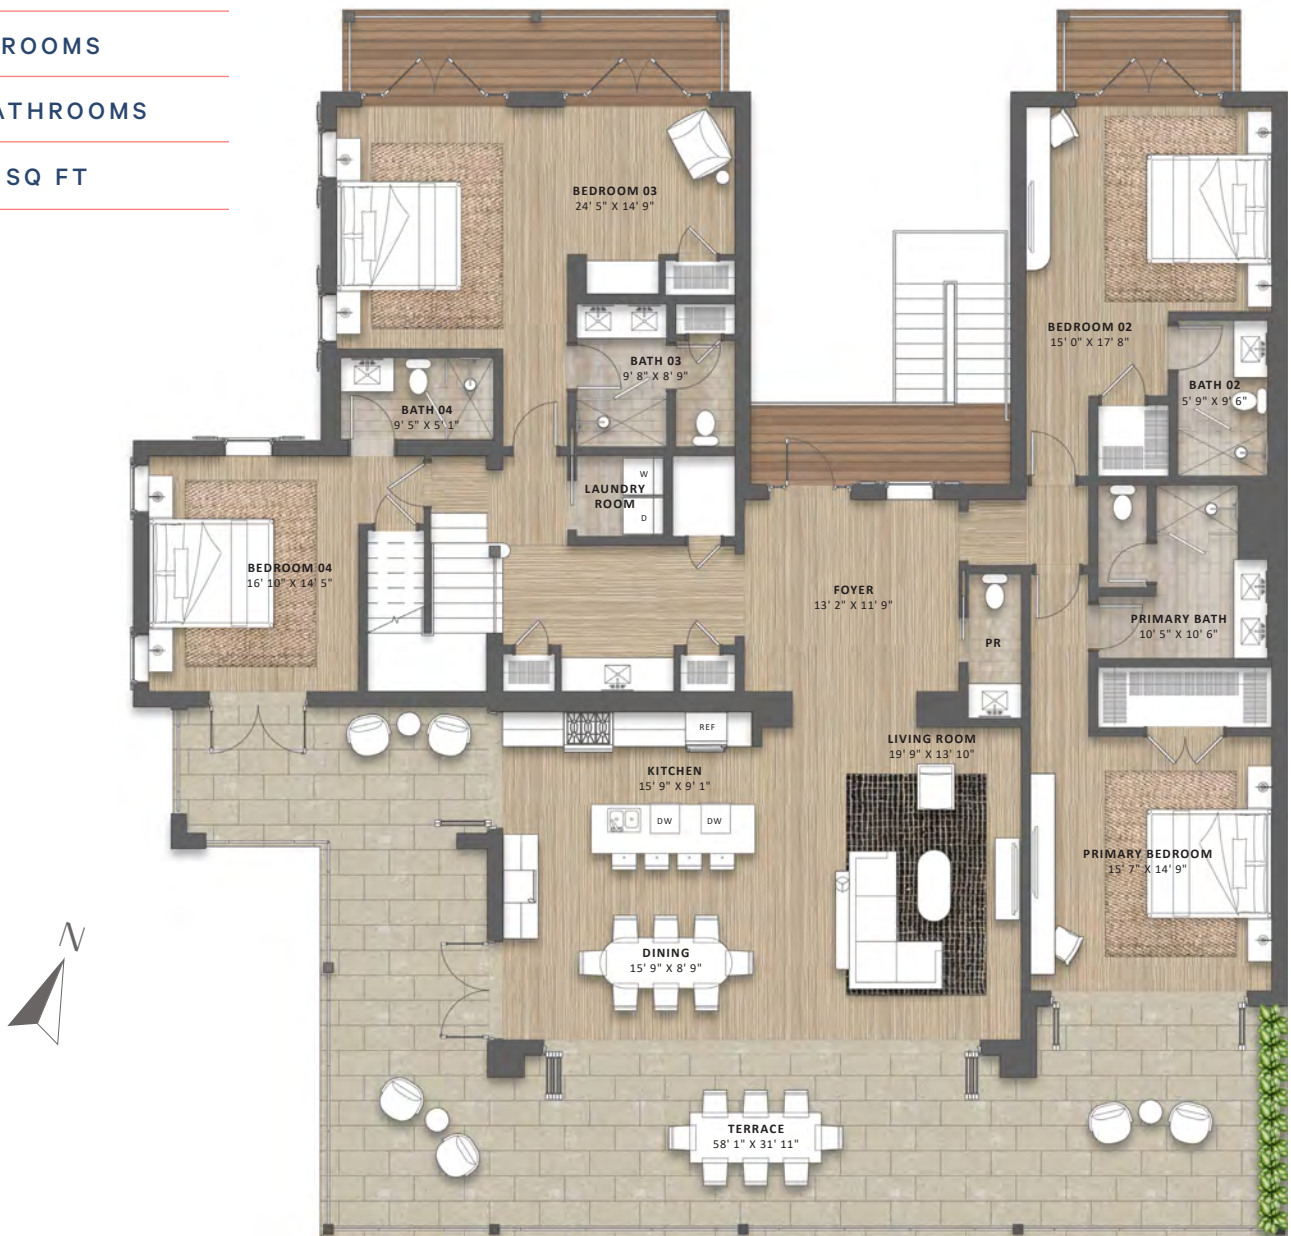 ROOMS
ATHROOMS
SQ FT
BEDROOM 03
24' 5" X 14' 9"
BEDROOM 02
15' 0" X 17' 8"
BATH 03
9' 8" X 8' 9"
BATH 02
5' 9" X 9' 6"
BATH 04
9' 5" X 5' 1"
W
LAUNDRY
ROOM
D
BEDROOM 04
16' 10" X 14' 5"
FOYER
13' 2" X 11' 9"
PR
PRIMARY BATH
10' 5" X 10' 6"
REF
LIVING ROOM
19' 9" X 13' 10"
KITCHEN
15' 9" X 9' 1"
DW
DW
PRIMARY BEDROOM
15' 7" X 14' 9"
N
DINING
15' 9" X 8' 9"
TERRACE
58' 1" X 31' 11"